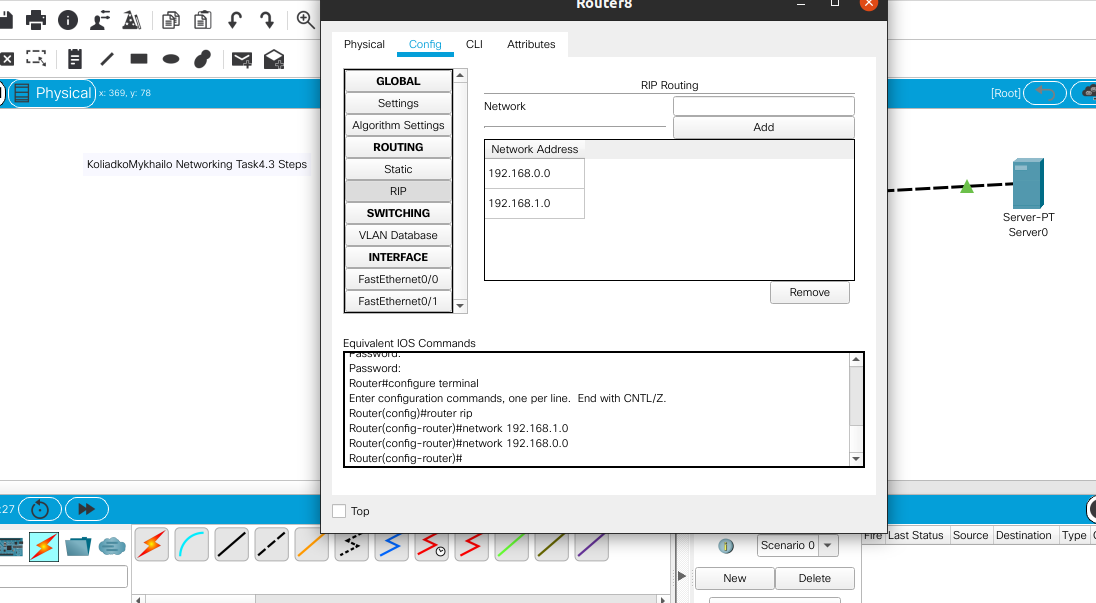 Router8
Physical
Config
CLI
Attributes
Physical
x: 369, y: 78
[Root]
GLOBAL
Settings
Algorithm Settings
ROUTING
Static
RIP
SWITCHING
VLAN Database
INTERFACE
FastEthernet0/0
FastEthernet0/1
RIP Routing
Network
Add
Network Address
192.168.0.0
192.168.1.0
Remove
KoliadkoMykhailo Networking Task4.3 Steps
Server-PT
Server0
Equivalent IOS Commands
Password:
Password:
Router#configure terminal
Enter configuration commands, one per line. End with CNTL/Z.
Router(config)#router rip
Router(config-router)#network 192.168.1.0
Router(config-router)#network 192.168.0.0
Router(config-router)#
Top
:27
Scenario 0
New
Delete
Fire
Last Status
Source
Destination
Type